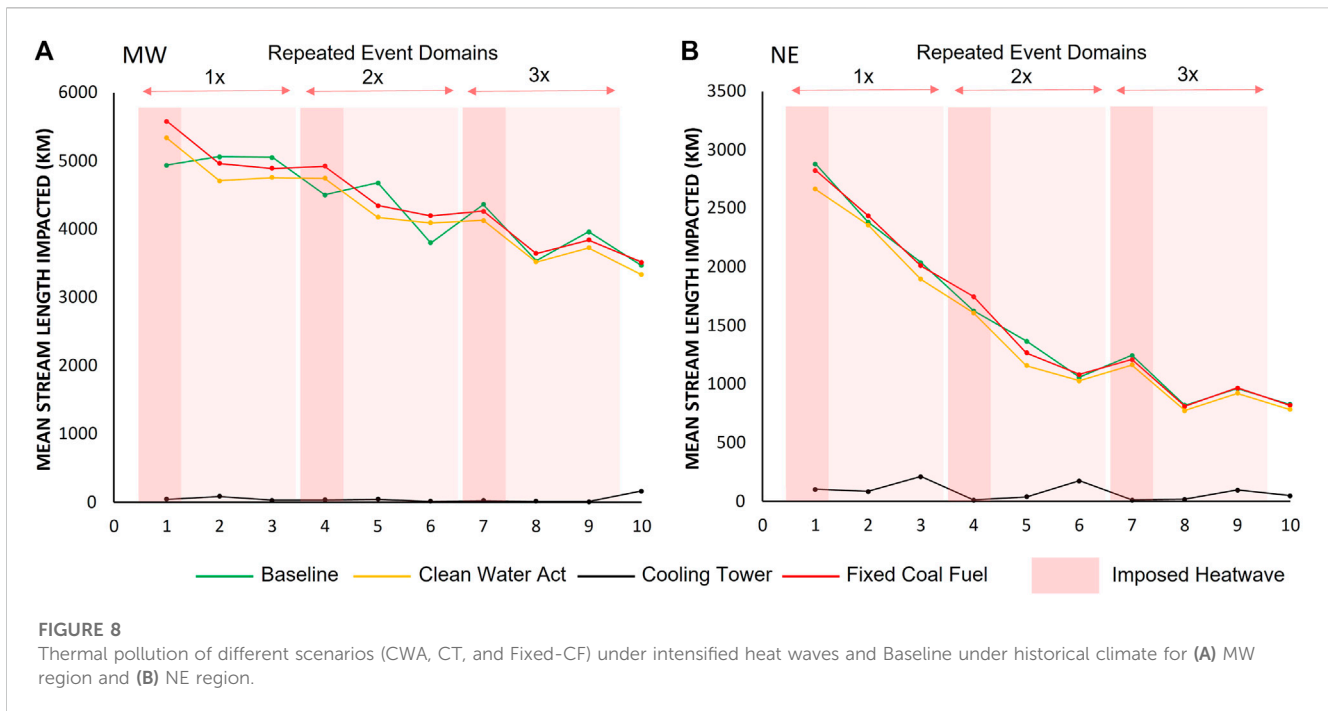 A
MW
Repeated Event Domains
1x
2x
3x
MEAN STREAM LENGTH IMPACTED (KM)
6000
5000
4000
3000
2000
1000
0
0 1 2 3 4 5 6 7 8 9 10
B
NE
Repeated Event Domains
1x
2x
3x
MEAN STREAM LENGTH IMPACTED (KM)
3500
3000
2500
2000
1500
1000
500
0
0 1 2 3 4 5 6 7 8 9 10
Baseline
Clean Water Act
Cooling Tower
Fixed Coal Fuel
Imposed Heatwave
FIGURE 8
Thermal pollution of different scenarios (CWA, CT, and Fixed-CF) under intensified heat waves and Baseline under historical climate for (A) MW
region and (B) NE region.